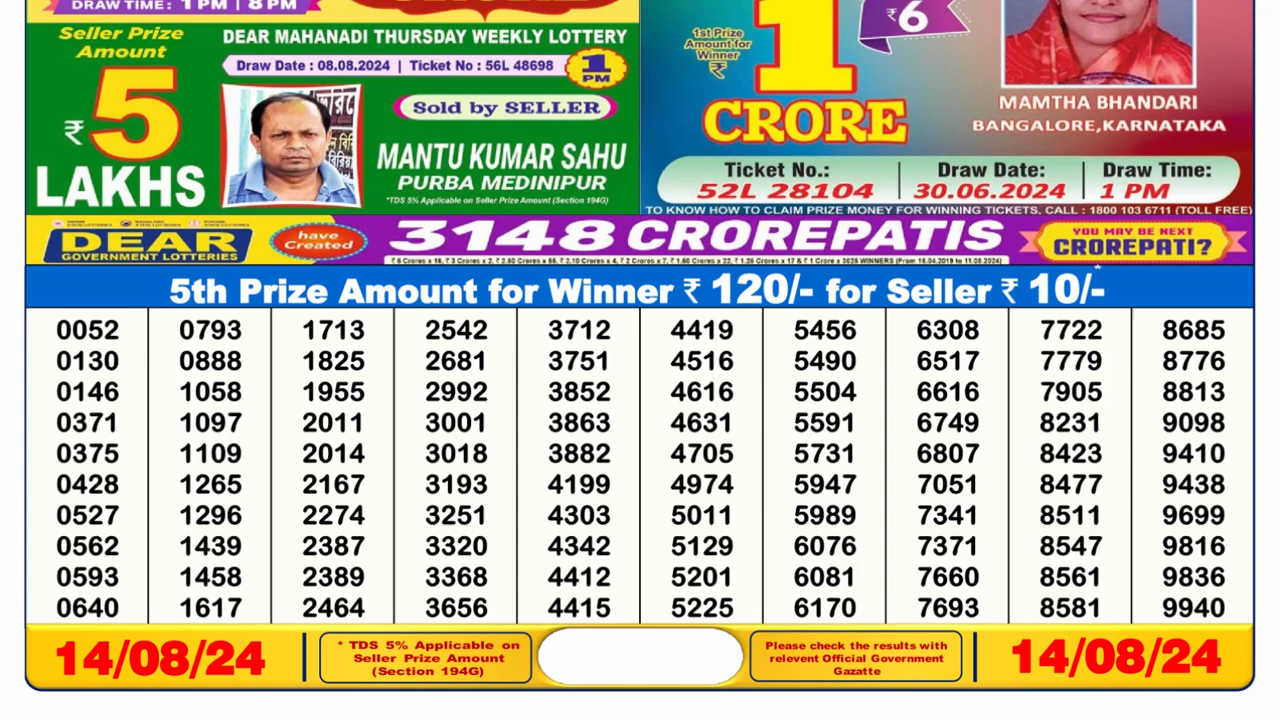 DRAW TIME: 1 PM | 8 PM
CRORE
Seller Prize
Amount
₹ 5
LAKHS
DEAR MAHANADI THURSDAY WEEKLY LOTTERY
Draw Date : 08.08.2024 | Ticket No : 56L 48698
1
PM
Sold by SELLER
MANTU KUMAR SAHU
PURBA MEDINIPUR
*TDS 5% Applicable on Seller Prize Amount (Section 194G)
₹6
1st Prize
Amount for
Winner
₹
1
CRORE
MAMTHA BHANDARI
BANGALORE,KARNATAKA
Ticket No.: Draw Date: Draw Time:
52L 28104 30.06.2024 1 PM
TO KNOW HOW TO CLAIM PRIZE MONEY FOR WINNING TICKETS, CALL : 1800 103 6711 (TOLL FREE)
DEAR
GOVERNMENT LOTTERIES
have
Created
3148 CROREPATIS
YOU MAY BE NEXT
CROREPATI?
5th Prize Amount for Winner ₹ 120/- for Seller ₹ 10/-*
0052 0793 1713 2542 3712 4419 5456 6308 7722 8685
0130 0888 1825 2681 3751 4516 5490 6517 7779 8776
0146 1058 1955 2992 3852 4616 5504 6616 7905 8813
0371 1097 2011 3001 3863 4631 5591 6749 8231 9098
0375 1109 2014 3018 3882 4705 5731 6807 8423 9410
0428 1265 2167 3193 4199 4974 5947 7051 8477 9438
0527 1296 2274 3251 4303 5011 5989 7341 8511 9699
0562 1439 2387 3320 4342 5129 6076 7371 8547 9816
0593 1458 2389 3368 4412 5201 6081 7660 8561 9836
0640 1617 2464 3656 4415 5225 6170 7693 8581 9940
14/08/24
* TDS 5% Applicable on
Seller Prize Amount
(Section 194G)
Please check the results with
relevent Official Government
Gazatte
14/08/24